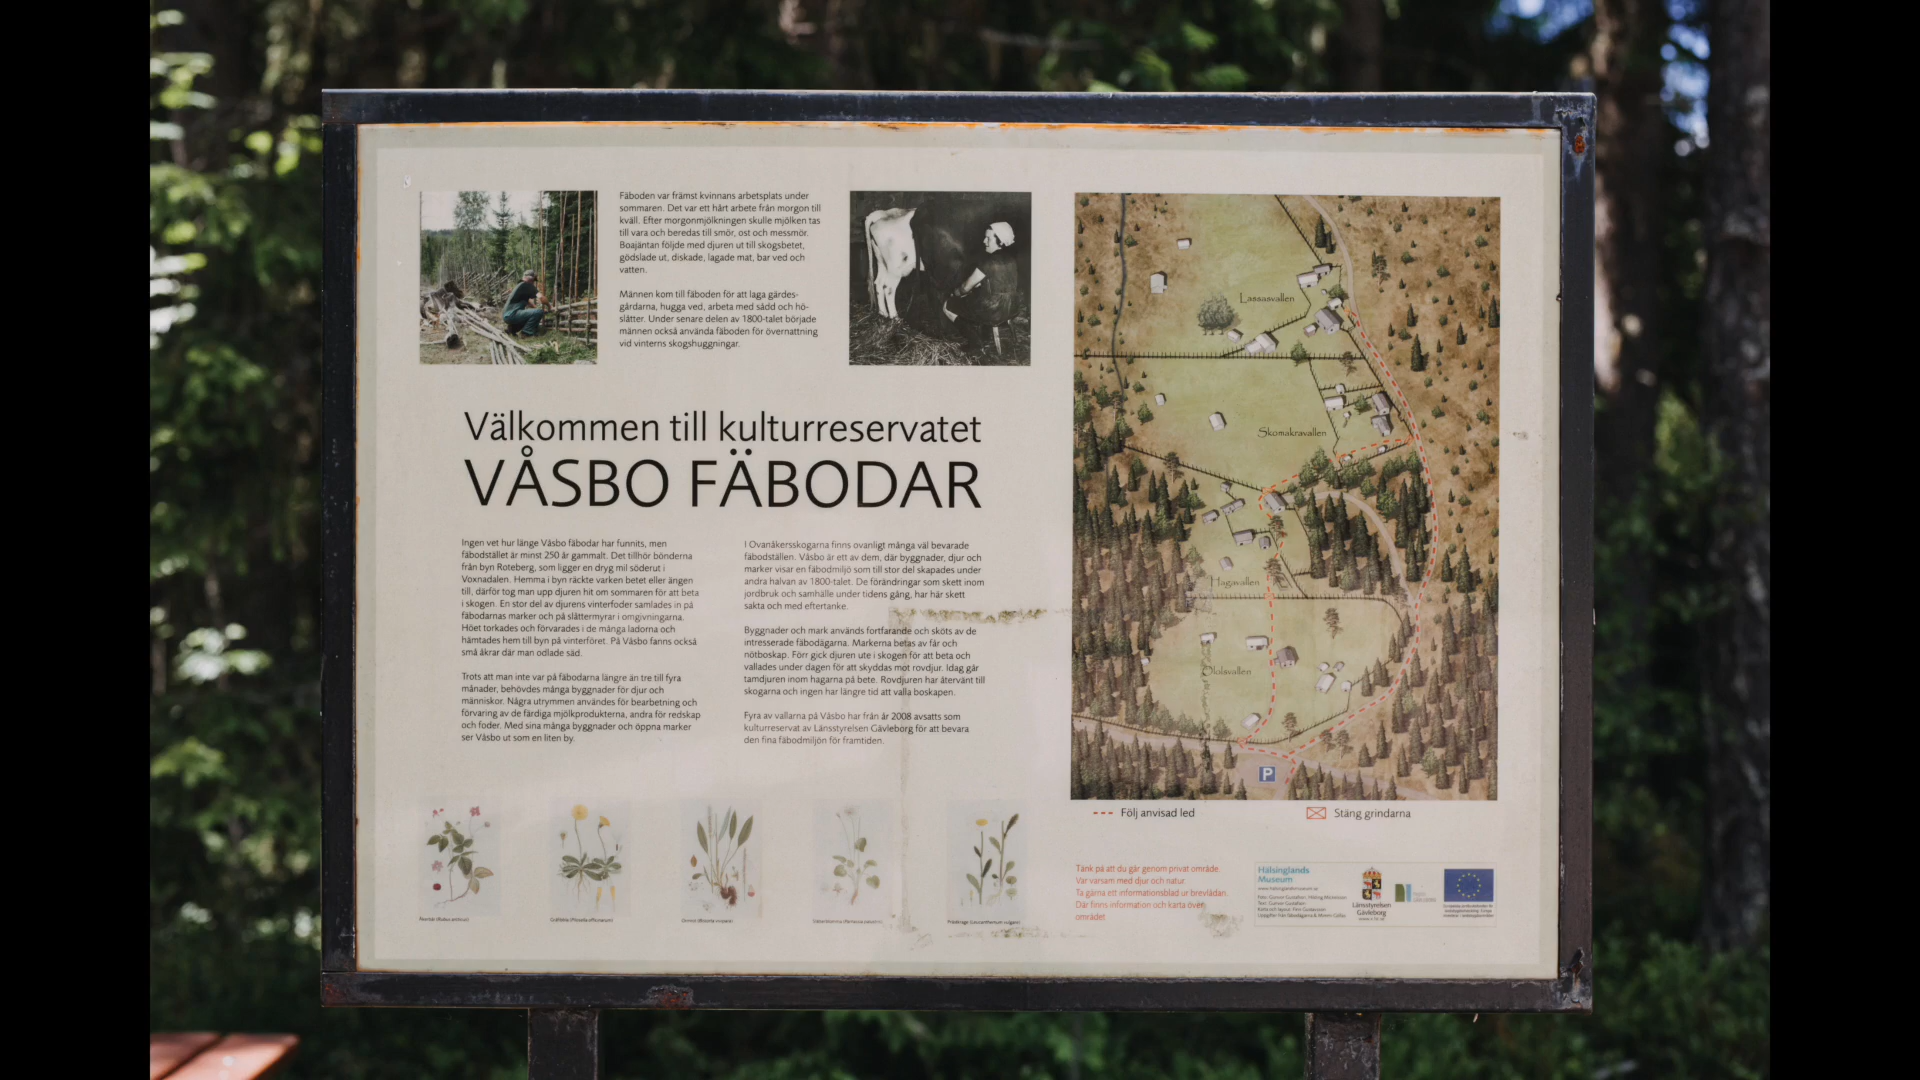 Fäboden var främst kvinnans arbetsplats under
sommaren. Det var ett hårt arbete från morgon till
kväll. Efter morgonmjölkningen skulle mjölken tas
till vara och beredas till smör, ost och messmör.
Boajäntan följde med djuren ut till skogsbetet,
gödslade ut, diskade, lagade mat, bar ved och
vatten.
Männen kom till fäboden för att laga gärdes-
gårdarna, hugga ved, arbeta med sådd och hö-
slåtter. Under senare delen av 1800-talet började
männen också använda fäboden för övernattning
vid vinterns skogshuggningar.
Välkommen till kulturreservatet
VÅSBO FÄBODAR
Ingen vet hur länge Våsbo fäbodar har funnits, men
fäbodstället är minst 250 år gammalt. Det tillhör bönderna
från byn Roteberg, som ligger en dryg mil söderut i
Voxnadalen. Hemma i byn räckte varken betet eller ängen
till, därför tog man upp djuren hit om sommaren för att beta
i skogen. En stor del av djurens vinterfoder samlades in på
fäbodarnas marker och på slåttermyrar i omgivningarna.
Höet torkades och förvarades i de många ladorna och
hämtades hem till byn på vinterföret. På Våsbo fanns också
små åkrar där man odlade säd.
Trots att man inte var på fäbodarna längre än tre till fyra
månader, behövdes många byggnader för djur och
människor. Några utrymmen användes för bearbetning och
förvaring av de färdiga mjölkprodukterna, andra för redskap
och foder. Med sina många byggnader och öppna marker
ser Våsbo ut som en liten by.
I Ovanåkersskogarna finns ovanligt många väl bevarade
fäbodställen. Våsbo är ett av dem, där byggnader, djur och
marker visar en fäbodmiljö som till stor del skapades under
andra halvan av 1800-talet. De förändringar som skett inom
jordbruk och samhälle under tidens gång, har här skett
sakta och med eftertanke.
Byggnader och mark används fortfarande och sköts av de
intresserade fäbodägarna. Markerna betas av får och
nötboskap. Förr gick djuren ute i skogen för att beta och
vallades under dagen för att skyddas mot rovdjur. Idag går
tamdjuren inom hagarna på bete. Rovdjuren har återvänt till
skogarna och ingen har längre tid att valla boskapen.
Fyra av vallarna på Våsbo har från år 2008 avsatts som
kulturreservat av Länsstyrelsen Gävleborg för att bevara
den fina fäbodmiljön för framtiden.
Lassasvallen
Skomakravallen
Hagavallen
Ololsvallen
P
Följ anvisad led
Stäng grindarna
Tänk på att du går genom privat område.
Var varsam med djur och natur.
Ta gärna ett informationsblad ur brevlådan.
Där finns information och karta över
området
Hälsinglands
Museum
Länsstyrelsen
Gävleborg